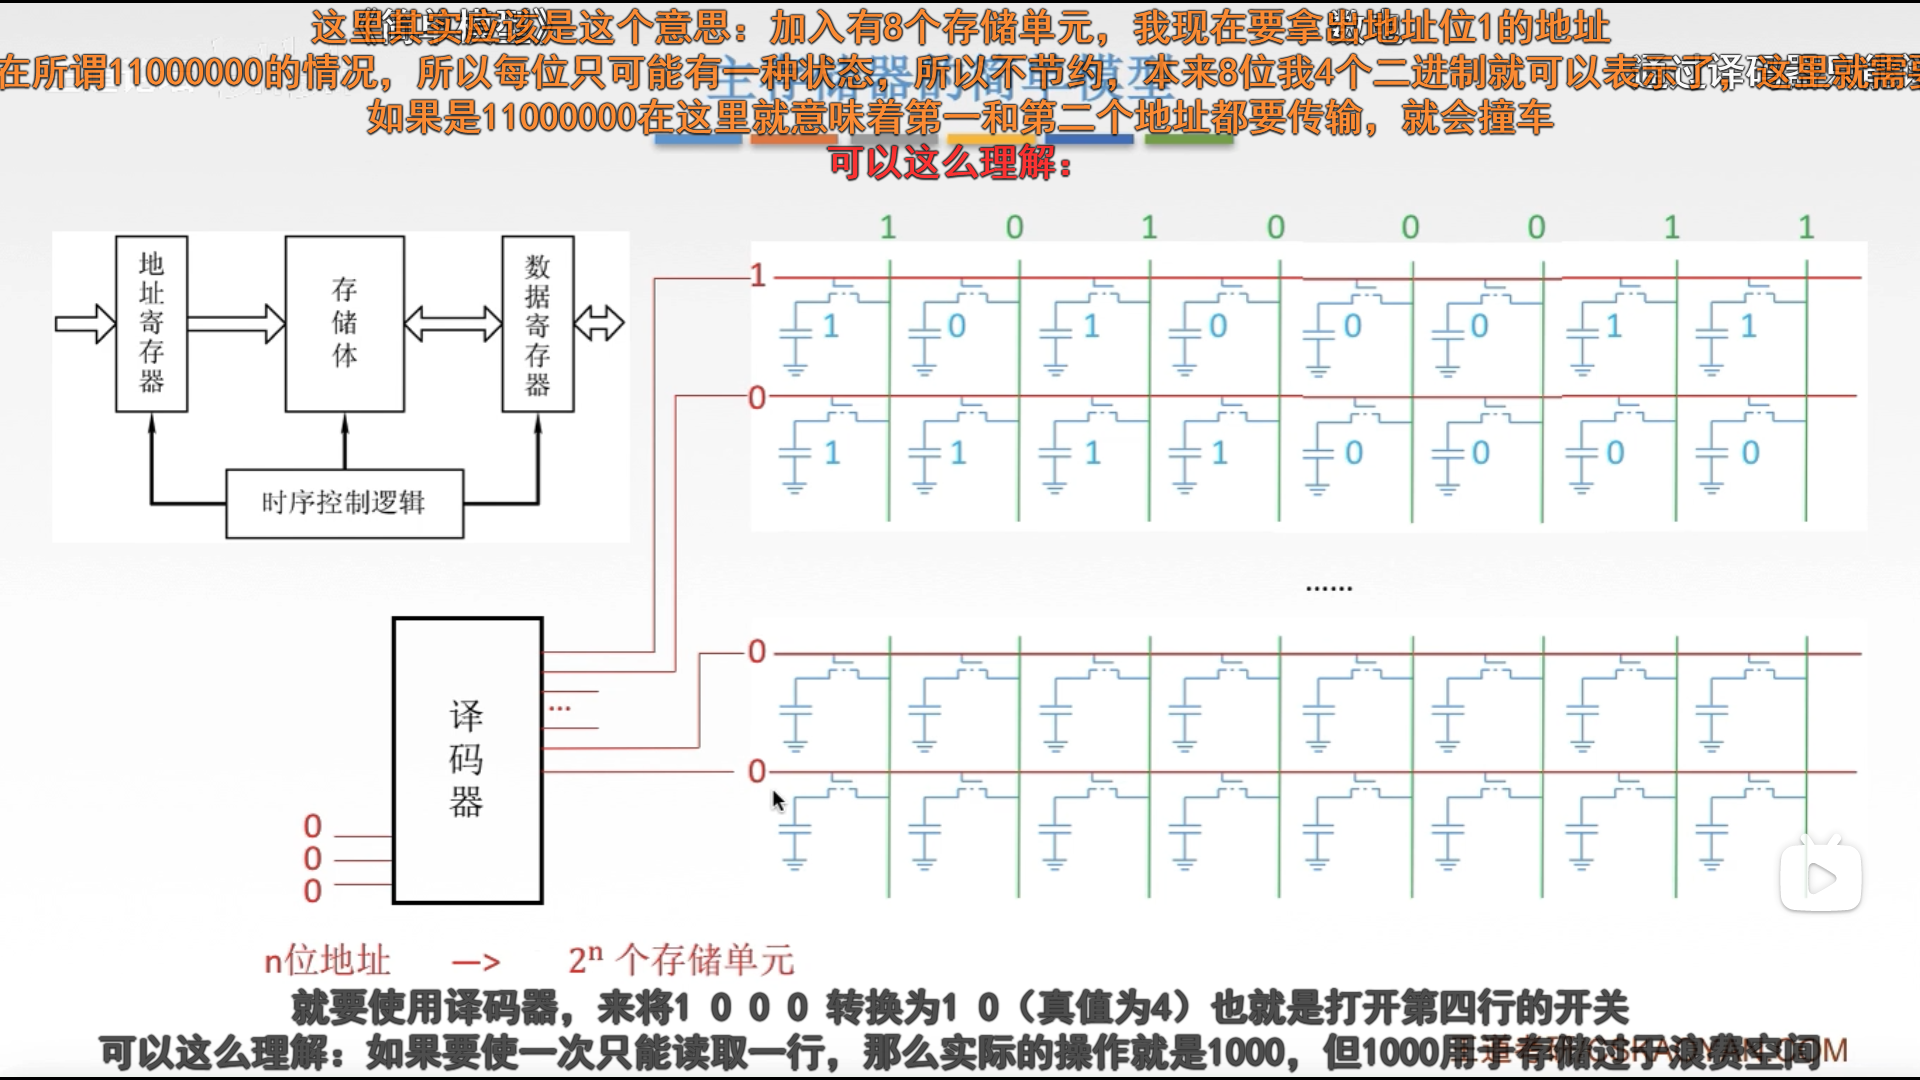 这里其实应该是这个意思：加入有8个存储单元，我现在要拿出地址位1的地址
在所谓11000000的情况，所以每位只可能有一种状态，所以不节约，本来8位我4个二进制就可以表示了，这里就需要
主存储器的简单模型
如果是11000000在这里就意味着第一和第二个地址都要传输，就会撞车
可以这么理解：
1 0 1 0 0 0 1 1
地址寄存器
存储体
数据寄存器
时序控制逻辑
1
1 0 1 0 0 0 1 1
0
1 1 1 1 0 0 0 0
......
0
0
译码器
...
0
0
0
n位地址 —> 2ⁿ 个存储单元
就要使用译码器，来将1 0 0 0 转换为1 0（真值为4）也就是打开第四行的开关
可以这么理解：如果要使一次只能读取一行，那么实际的操作就是1000，但1000用于存储过于浪费空间